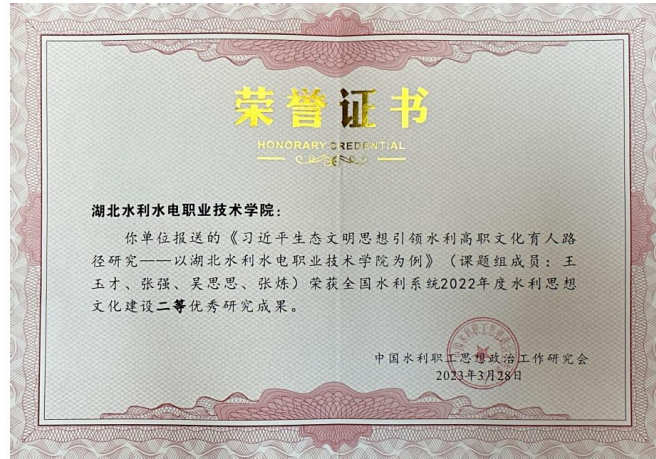 荣誉证书
HONORARY CREDENTIAL
湖北水利水电职业技术学院：
你单位报送的《习近平生态文明思想引领水利高职文化育人路
径研究——以湖北水利水电职业技术学院为例》（课题组成员：王
玉才、张强、吴思思、张炼）荣获全国水利系统2022年度水利思想
文化建设二等优秀研究成果。
中国水利职工思想政治工作研究会
2023年3月28日